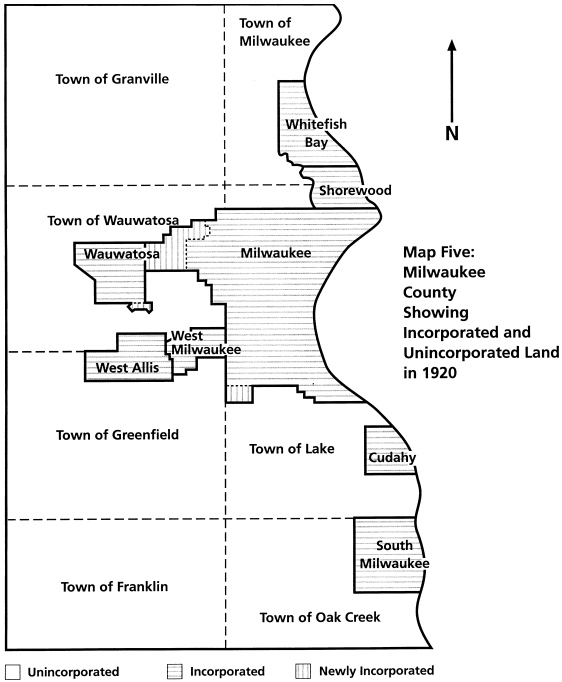 Town of
Milwaukee
Town of Granville
N
Whitefish
Bay
Shorewood
Town of Wauwatosa
Wauwatosa
Milwaukee
Map Five:
Milwaukee
County
Showing
Incorporated and
Unincorporated Land
in 1920
West
Milwaukee
West Allis
Town of Greenfield
Town of Lake
Cudahy
South
Milwaukee
Town of Franklin
Town of Oak Creek
Unincorporated
Incorporated
Newly Incorporated